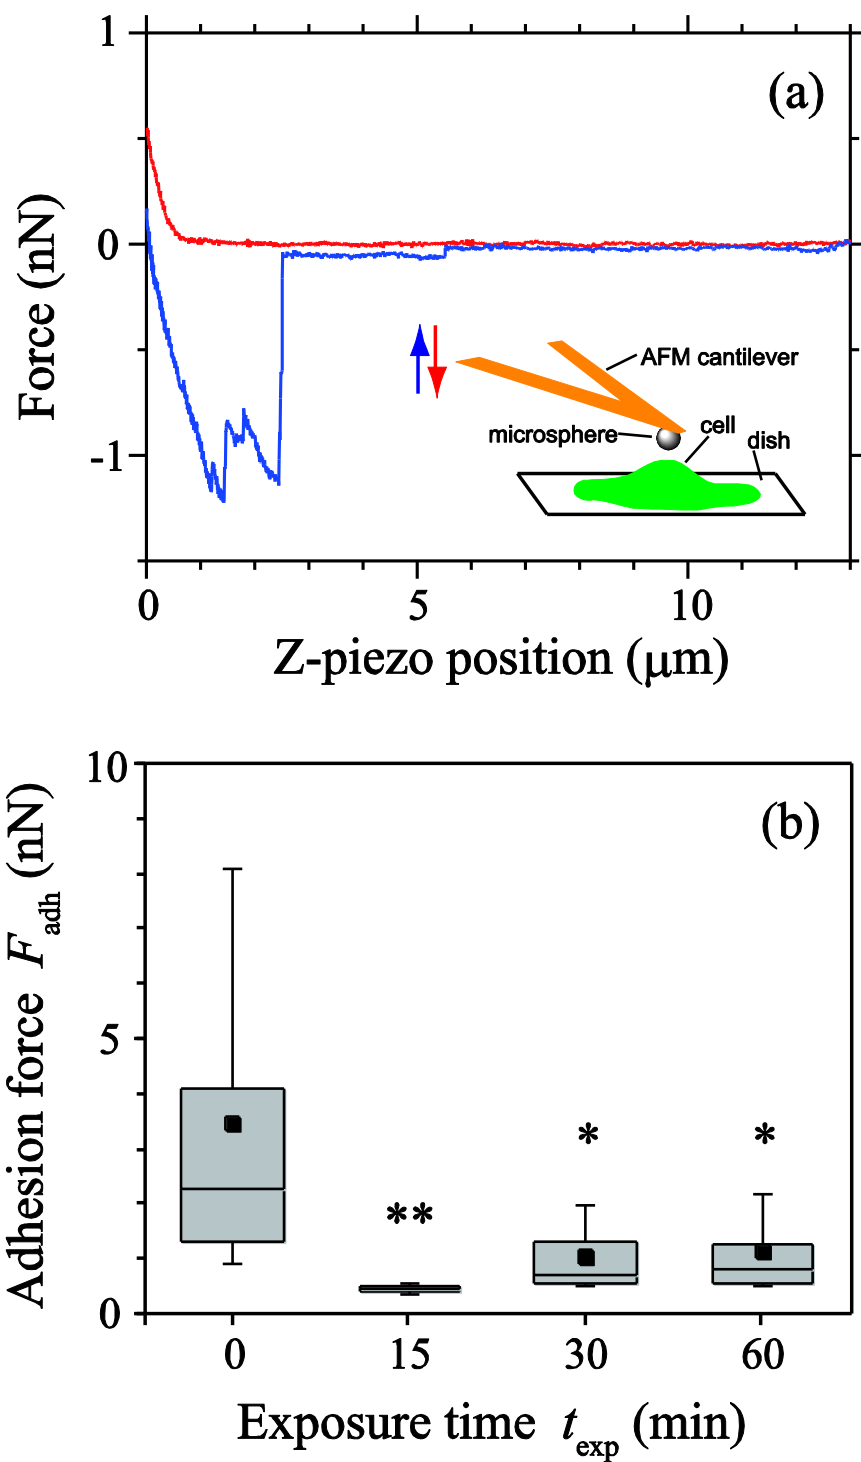 1
(a)
0
-1
Force (nN)
AFM cantilever
microsphere
cell
dish
0 5 10
Z-piezo position (μm)
10
(b)
5
0
Adhesion force F adh (nN)
**
*
*
0 15 30 60
Exposure time t exp (min)